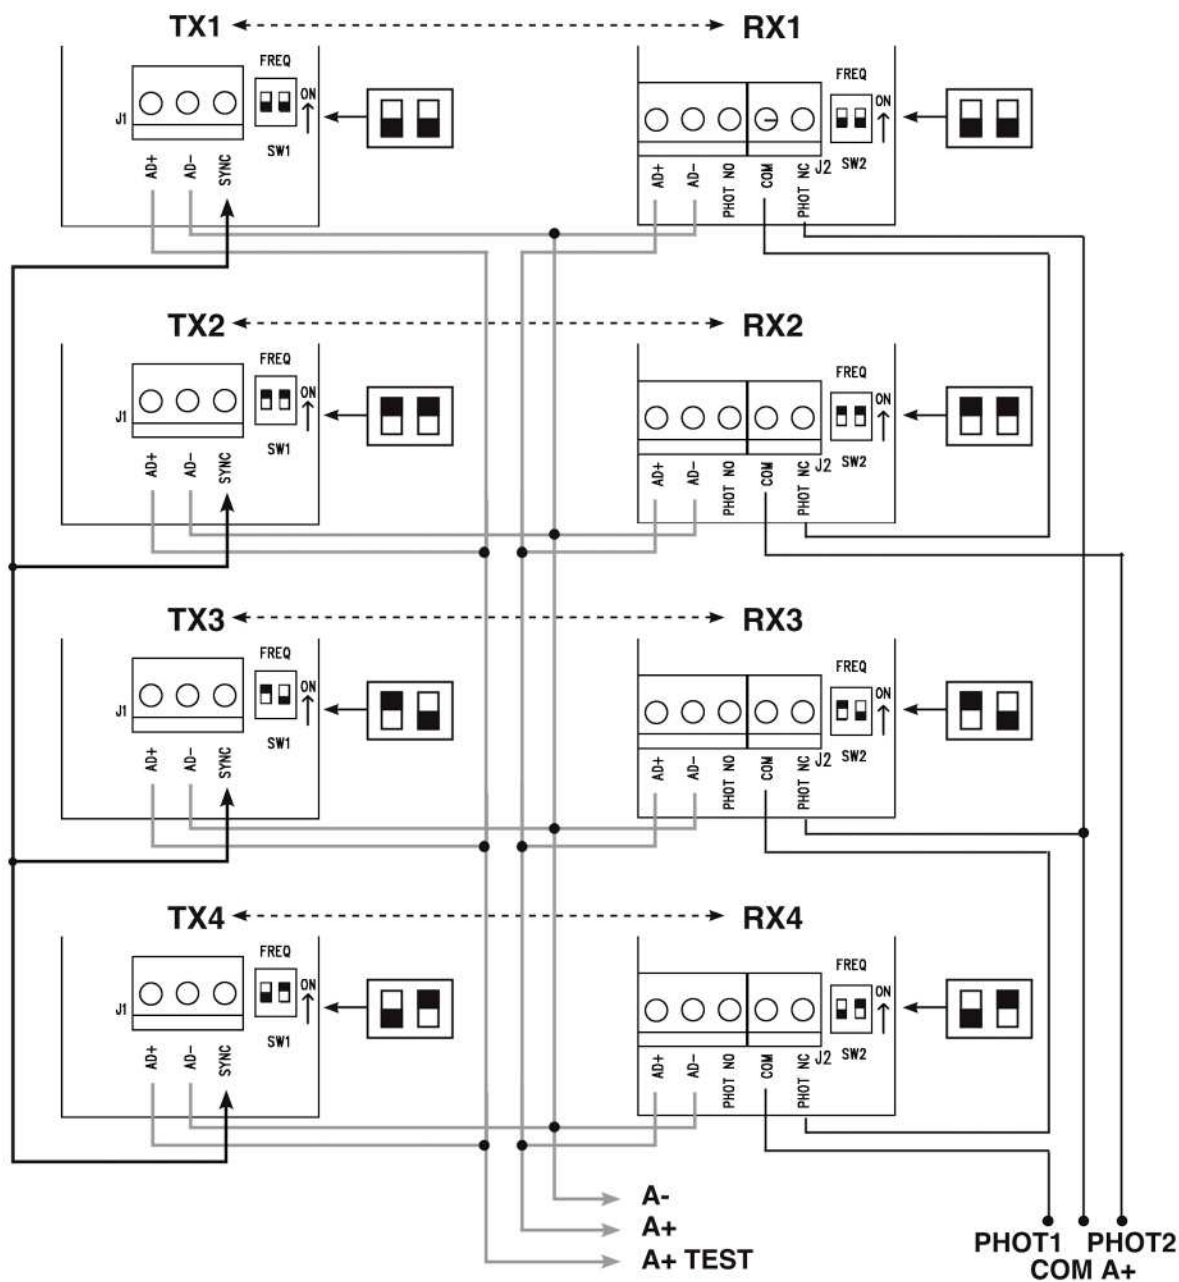 TX1 RX1
FREQ
FREQ
ON
ON
J1
SW1
J2 SW2
AD+ AD- SYNC
AD+ AD- PHOT NO COM PHOT NC
TX2 RX2
FREQ
FREQ
ON
ON
J1
SW1
J2 SW2
AD+ AD- SYNC
AD+ AD- PHOT NO COM PHOT NC
TX3 RX3
FREQ
FREQ
ON
ON
J1
SW1
J2 SW2
AD+ AD- SYNC
AD+ AD- PHOT NO COM PHOT NC
TX4 RX4
FREQ
FREQ
ON
ON
J1
SW1
J2 SW2
AD+ AD- SYNC
AD+ AD- PHOT NO COM PHOT NC
A-
A+
A+ TEST
PHOT1 PHOT2
COM A+